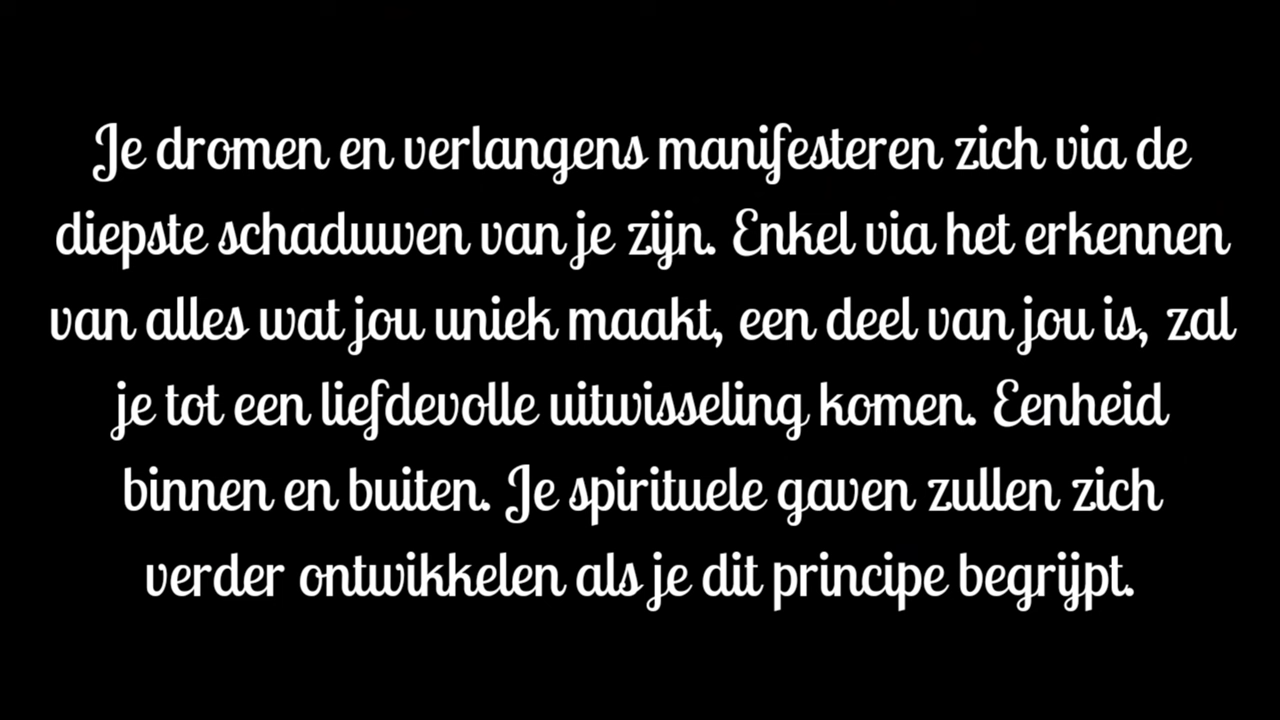 Je dromen en verlangens manifesteren zich via de
diepste schaduwen van je zijn. Enkel via het erkennen
van alles wat jou uniek maakt, een deel van jou is, zal
je tot een liefdevolle uitwisseling komen. Eenheid
binnen en buiten. Je spirituele gaven zullen zich
verder ontwikkelen als je dit principe begrijpt.